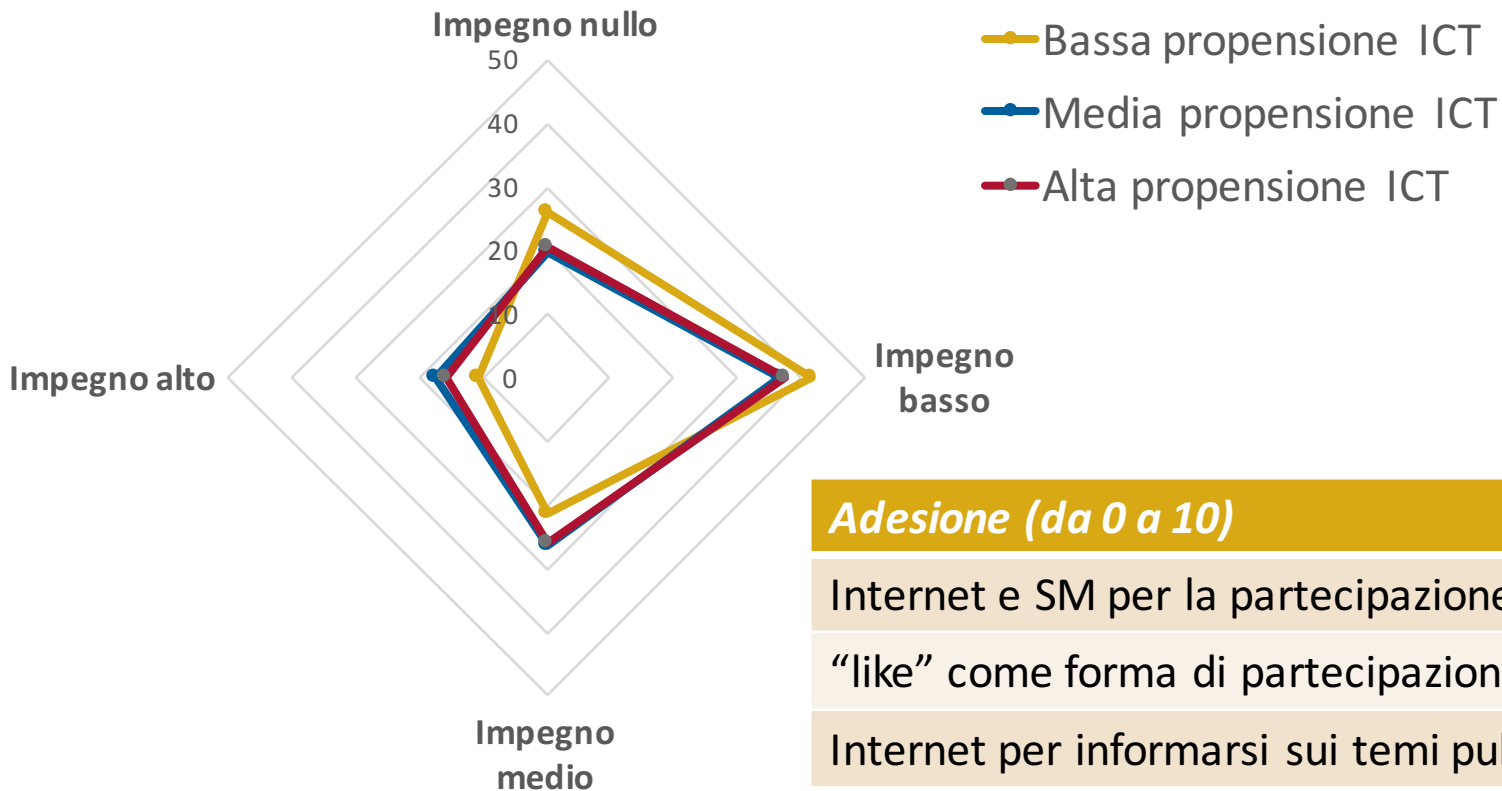 Impegno nullo
50
40
30
20
10
0
Impegno alto
Impegno
basso
Impegno
medio
Bassa propensione ICT
Media propensione ICT
Alta propensione ICT
Adesione (da 0 a 10)
Internet e SM per la partecipazione
“like” come forma di partecipazion
Internet per informarsi sui temi